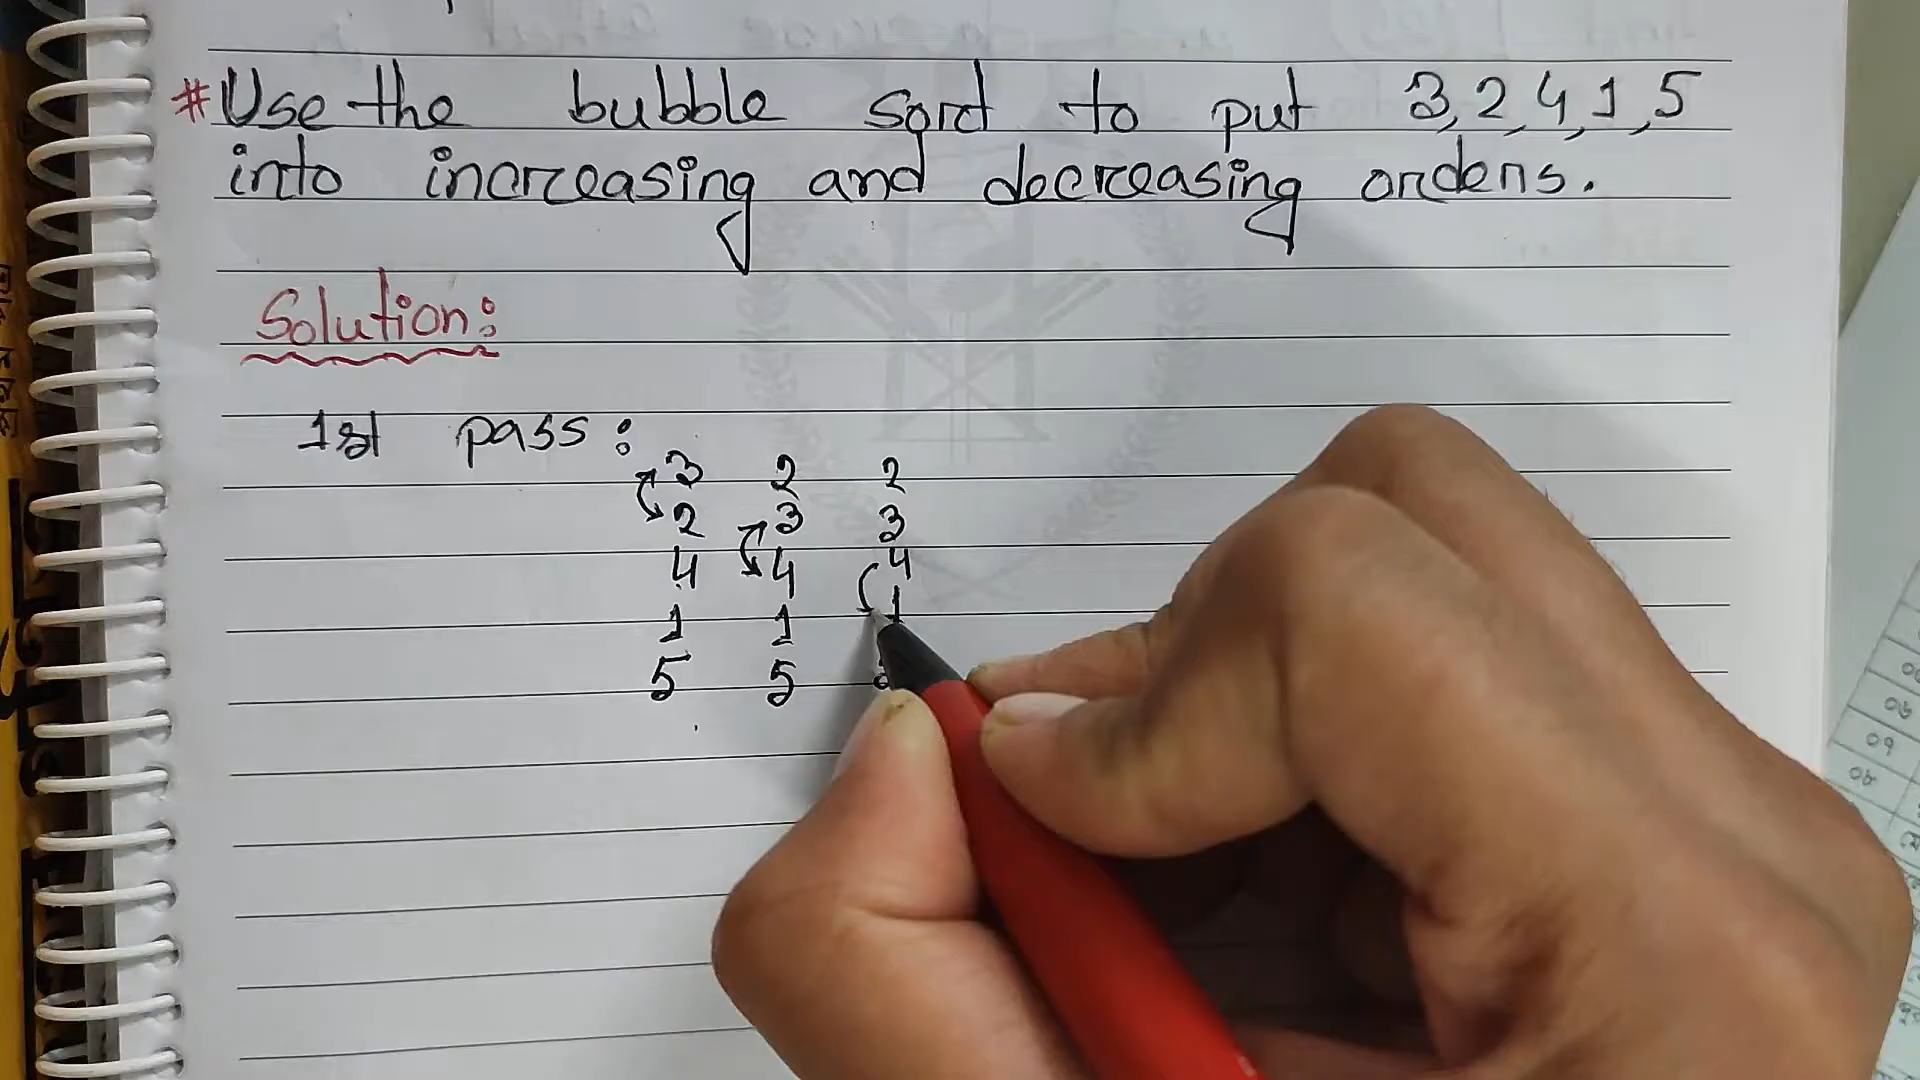 # Use the bubble sort to put 3, 2, 4, 1, 5
into increasing and decreasing orders.
Solution:
1st pass :
3 2 2
2 3 3
4 4 4
1 1 1
5 5